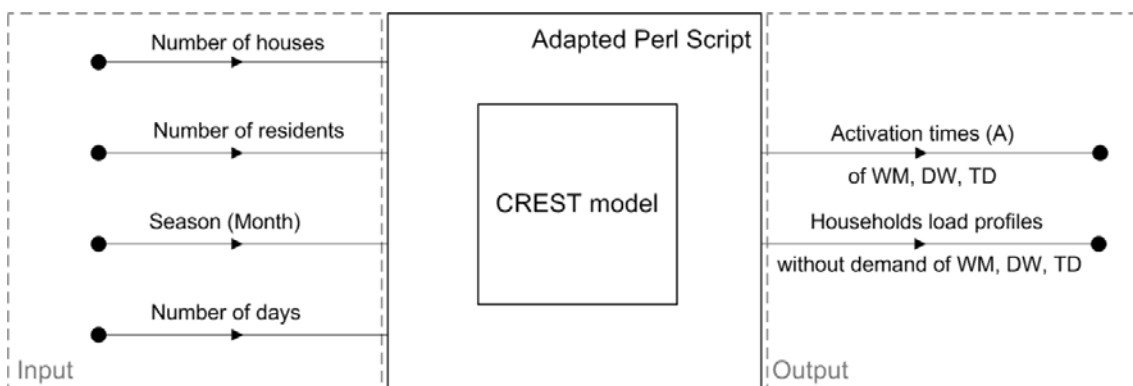 Number of houses
Number of residents
Season (Month)
Number of days
Input
Adapted Perl Script
CREST model
Activation times (A)
of WM, DW, TD
Households load profiles
without demand of WM, DW, TD
Output